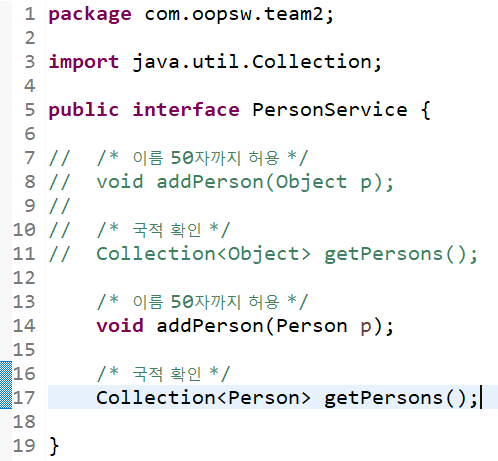 1 package com.oopsw.team2;
2
3 import java.util.Collection;
4
5 public interface PersonService {
6
7 //  /* 이름 50자까지 허용 */
8 //  void addPerson(Object p);
9 //
10 //  /* 국적 확인 */
11 //  Collection<Object> getPersons();
12
13     /* 이름 50자까지 허용 */
14     void addPerson(Person p);
15
16     /* 국적 확인 */
17     Collection<Person> getPersons();
18
19 }